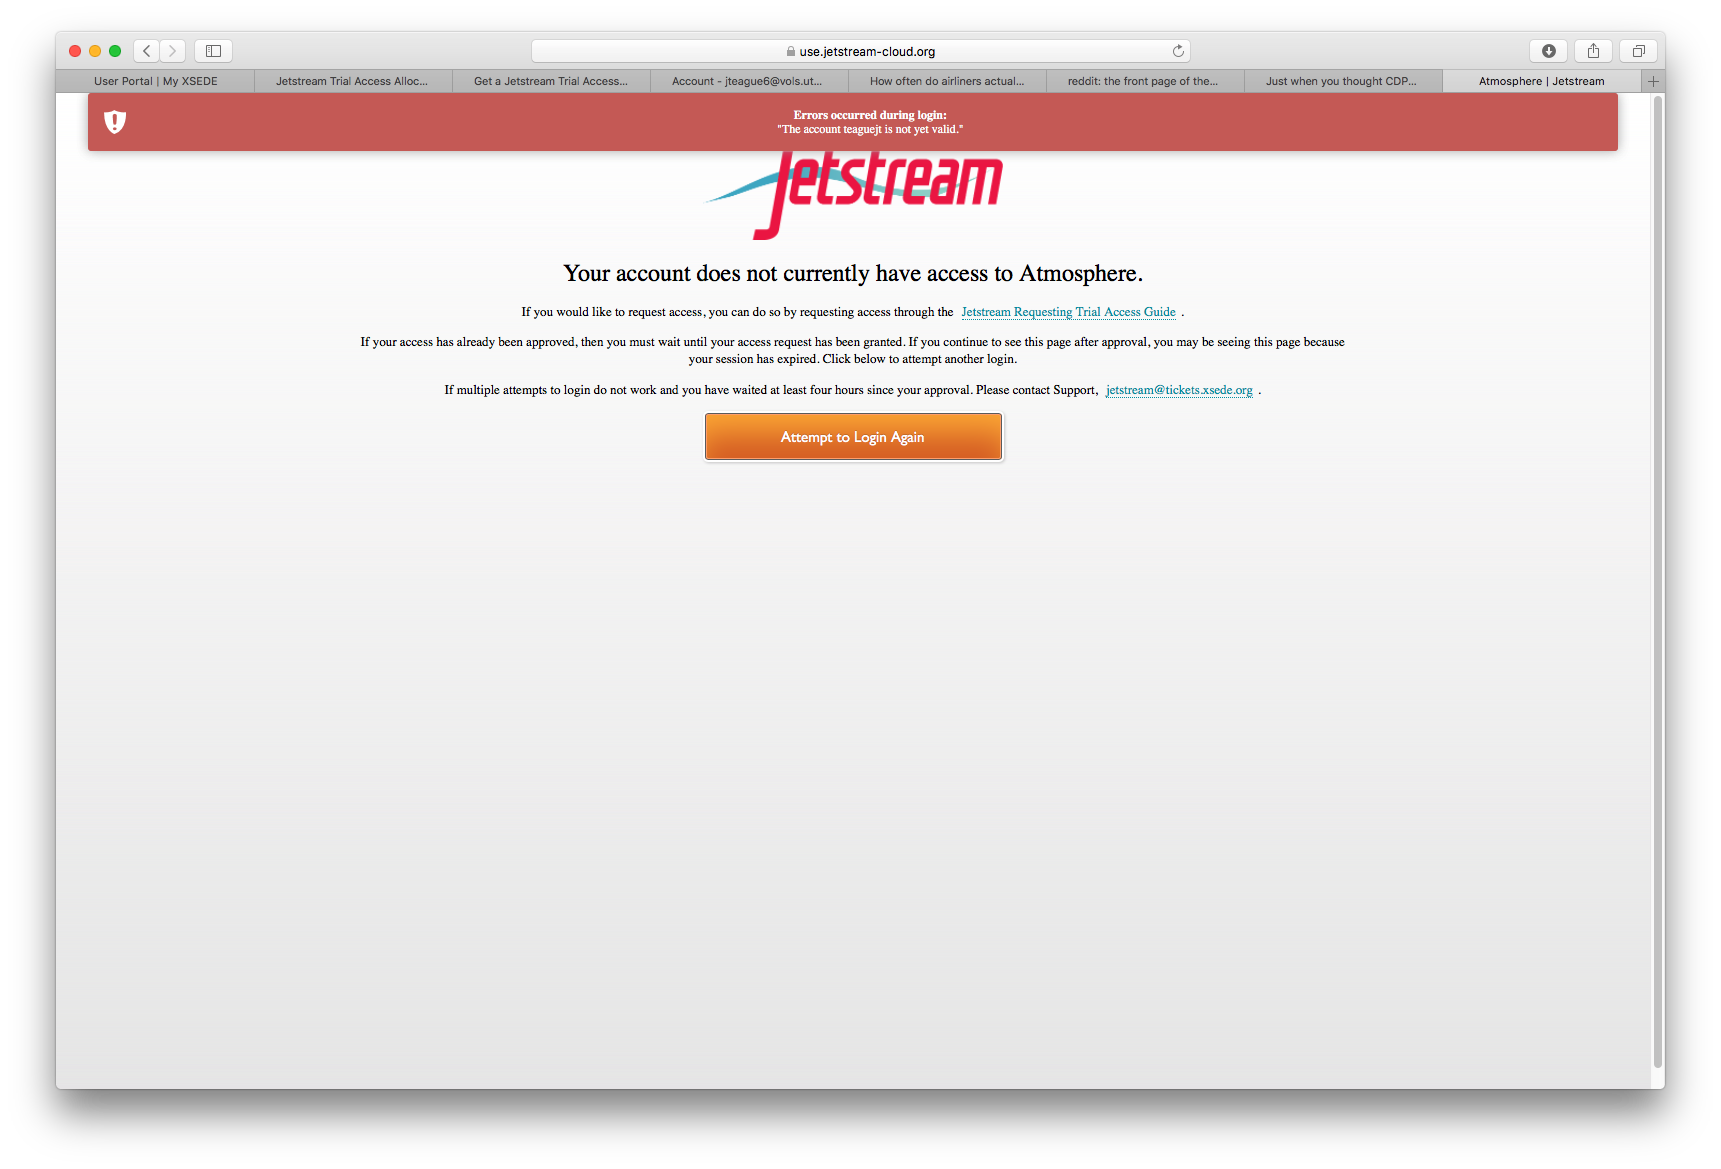 use.jetstream-cloud.org
User Portal | My XSEDE
Jetstream Trial Access Alloc...
Get a Jetstream Trial Access...
Account - jteague6@vols.ut...
How often do airliners actual...
reddit: the front page of the...
Just when you thought CDP...
Atmosphere | Jetstream
Errors occurred during login:
"The account teaguejt is not yet valid."
Jetstream
Your account does not currently have access to Atmosphere.
If you would like to request access, you can do so by requesting access through the Jetstream Requesting Trial Access Guide .
If your access has already been approved, then you must wait until your access request has been granted. If you continue to see this page after approval, you may be seeing this page because
your session has expired. Click below to attempt another login.
If multiple attempts to login do not work and you have waited at least four hours since your approval. Please contact Support, jetstream@tickets.xsede.org .
Attempt to Login Again